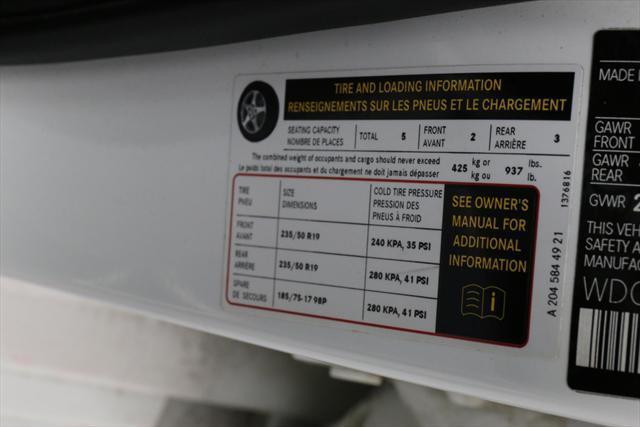 TIRE AND LOADING INFORMATION
RENSEIGNEMENTS SUR LES PNEUS ET LE CHARGEMENT
SEATING CAPACITY TOTAL 5 FRONT 2 REAR 3
NOMBRE DE PLACES AVANT ARRIÈRE
The combined weight of occupants and cargo should never exceed 425 kg or 937 lbs.
Le poids total des occupants et du chargement ne doit jamais dépasser kg ou lb.
TIRE SIZE COLD TIRE PRESSURE
PNEU DIMENSIONS PRESSION DES
PNEUS À FROID
FRONT
AVANT 235/50 R19 240 KPA, 35 PSI
REAR
ARRIÈRE 235/50 R19 280 KPA, 41 PSI
SPARE
DE SECOURS 185/75-17 98P 280 KPA, 41 PSI
SEE OWNER'S
MANUAL FOR
ADDITIONAL
INFORMATION
i
A 204 584 49 21
1376816
MADE
GAWR
FRONT
GAWR
REAR
GVWR
THIS VEH
SAFETY A
MANUFAC
WDC